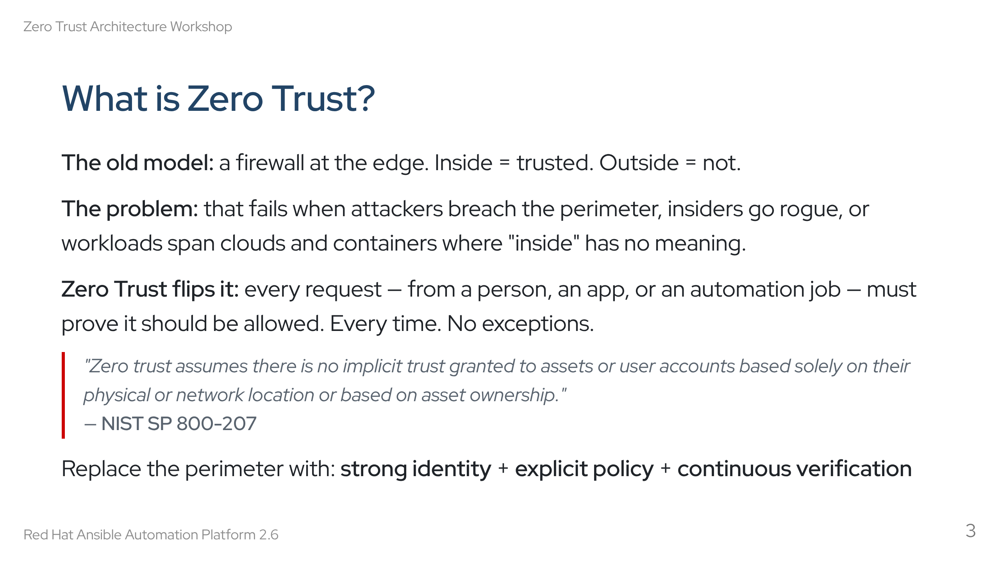 Zero Trust Architecture Workshop
What is Zero Trust?
The old model: a firewall at the edge. Inside = trusted. Outside = not.
The problem: that fails when attackers breach the perimeter, insiders go rogue, or
workloads span clouds and containers where "inside" has no meaning.
Zero Trust flips it: every request — from a person, an app, or an automation job — must
prove it should be allowed. Every time. No exceptions.
"Zero trust assumes there is no implicit trust granted to assets or user accounts based solely on their
physical or network location or based on asset ownership."
— NIST SP 800-207
Replace the perimeter with: strong identity + explicit policy + continuous verification
Red Hat Ansible Automation Platform 2.6
3